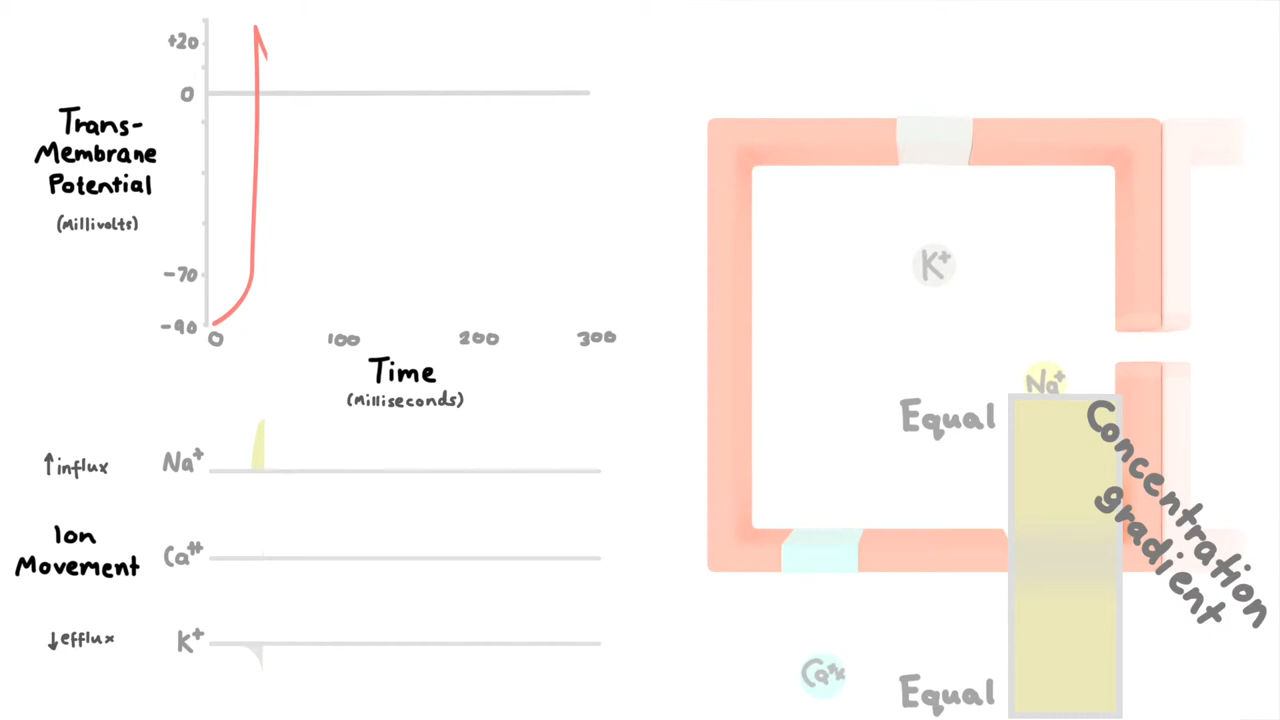 +20
0
Trans-
Membrane
Potential
(Millivolts)
-70
-90
0 100 200 300
Time
(Milliseconds)
↑influx Na⁺
Ion
Movement
Ca⁺⁺
↓efflux K⁺
K⁺
Na⁺
Equal
Concentration
gradient
Ca⁺⁺
Equal